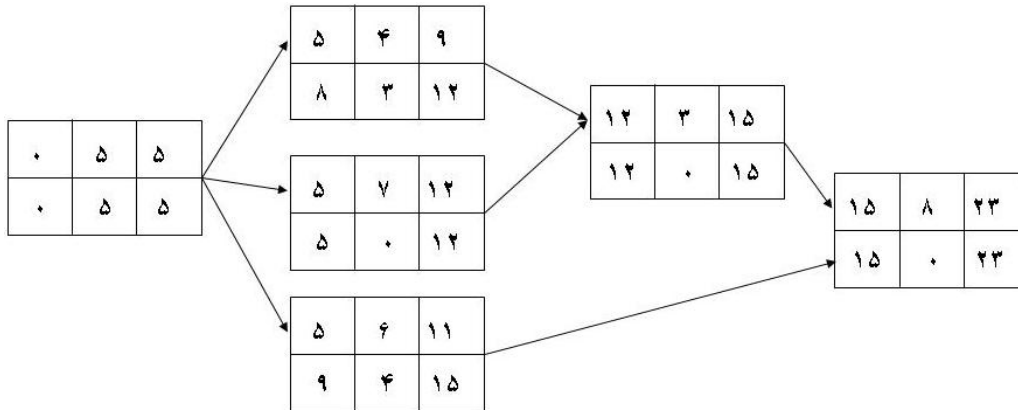 ۰ ۵ ۵
۰ ۵ ۵
۵ ۴ ۹
۸ ۳ ۱۲
۵ ۷ ۱۲
۵ ۰ ۱۲
۵ ۶ ۱۱
۹ ۴ ۱۵
۱۲ ۳ ۱۵
۱۲ ۰ ۱۵
۱۵ ۸ ۲۳
۱۵ ۰ ۲۳